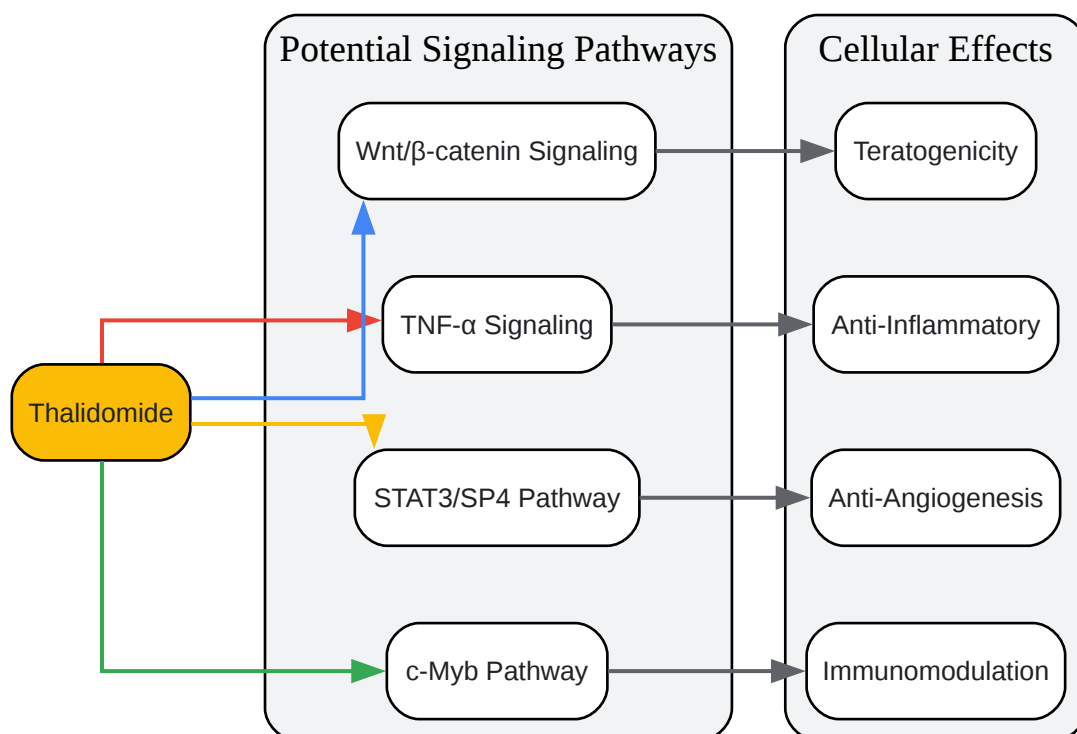 Potential Signaling Pathways
Cellular Effects
Wnt/β-catenin Signaling
Teratogenicity
TNF-α Signaling
Anti-Inflammatory
Thalidomide
STAT3/SP4 Pathway
Anti-Angiogenesis
c-Myb Pathway
Immunomodulation